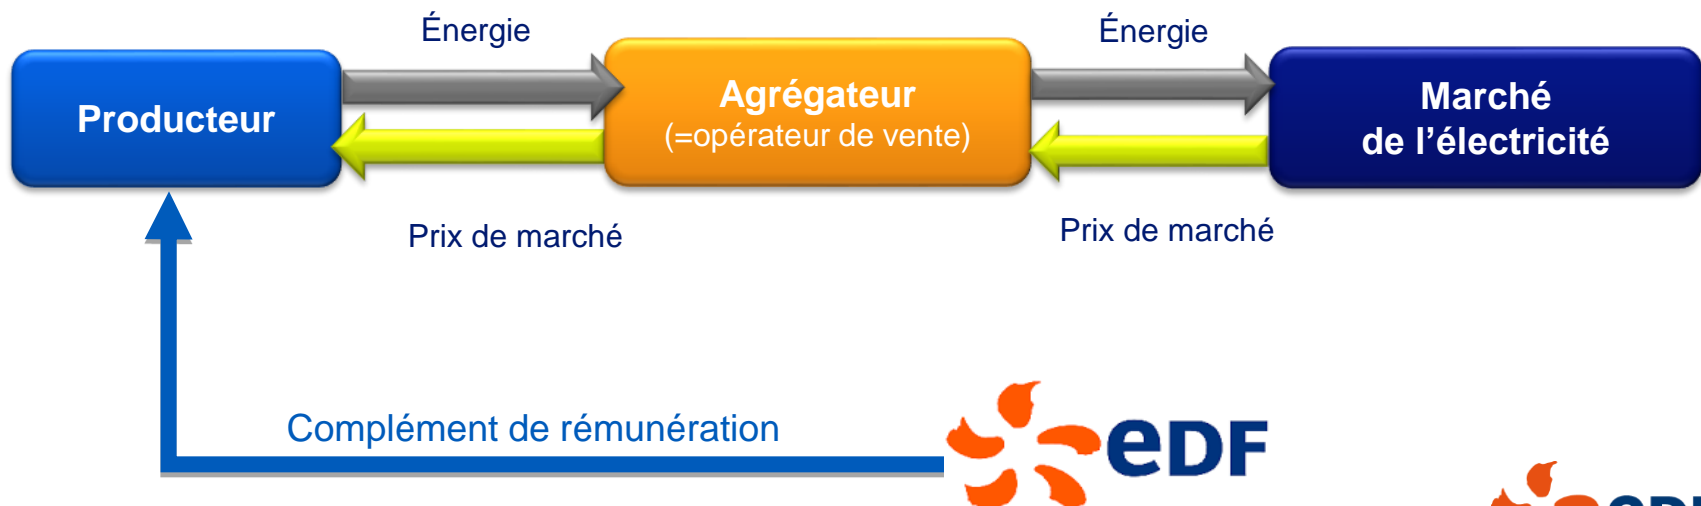 Énergie
Énergie
Producteur
Agrégateur
(=opérateur de vente)
Marché
de l’électricité
Prix de marché
Prix de marché
Complément de rémunération
eDF